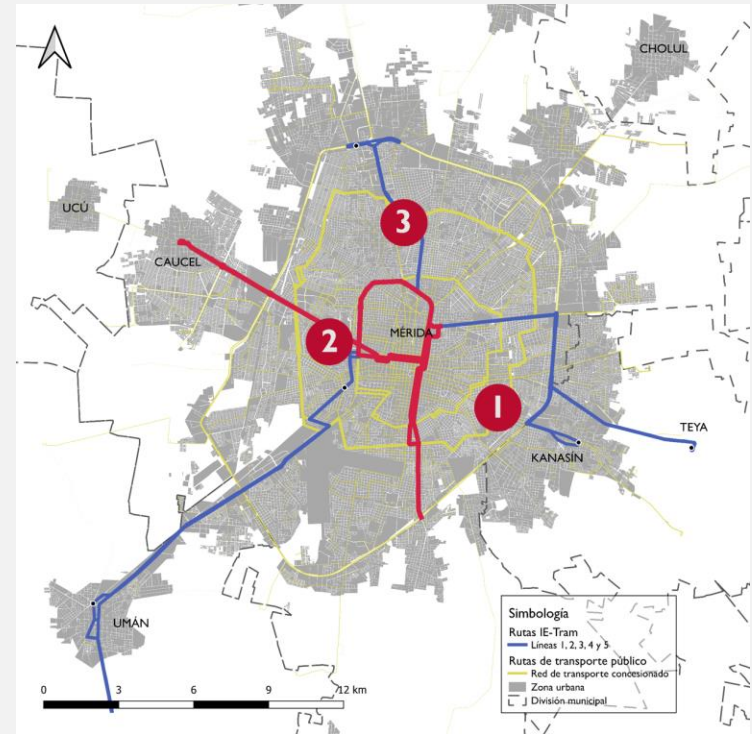 CHOLUL
UCÚ
CAUCEL
3
MÉRIDA
2
1
TEYA
KANASÍN
UMÁN
Simbología
Rutas IE-Tram
Líneas 1, 2, 3, 4 y 5
Rutas de transporte público
Red de transporte concesionado
Zona urbana
División municipal
0 3 6 9 12 km